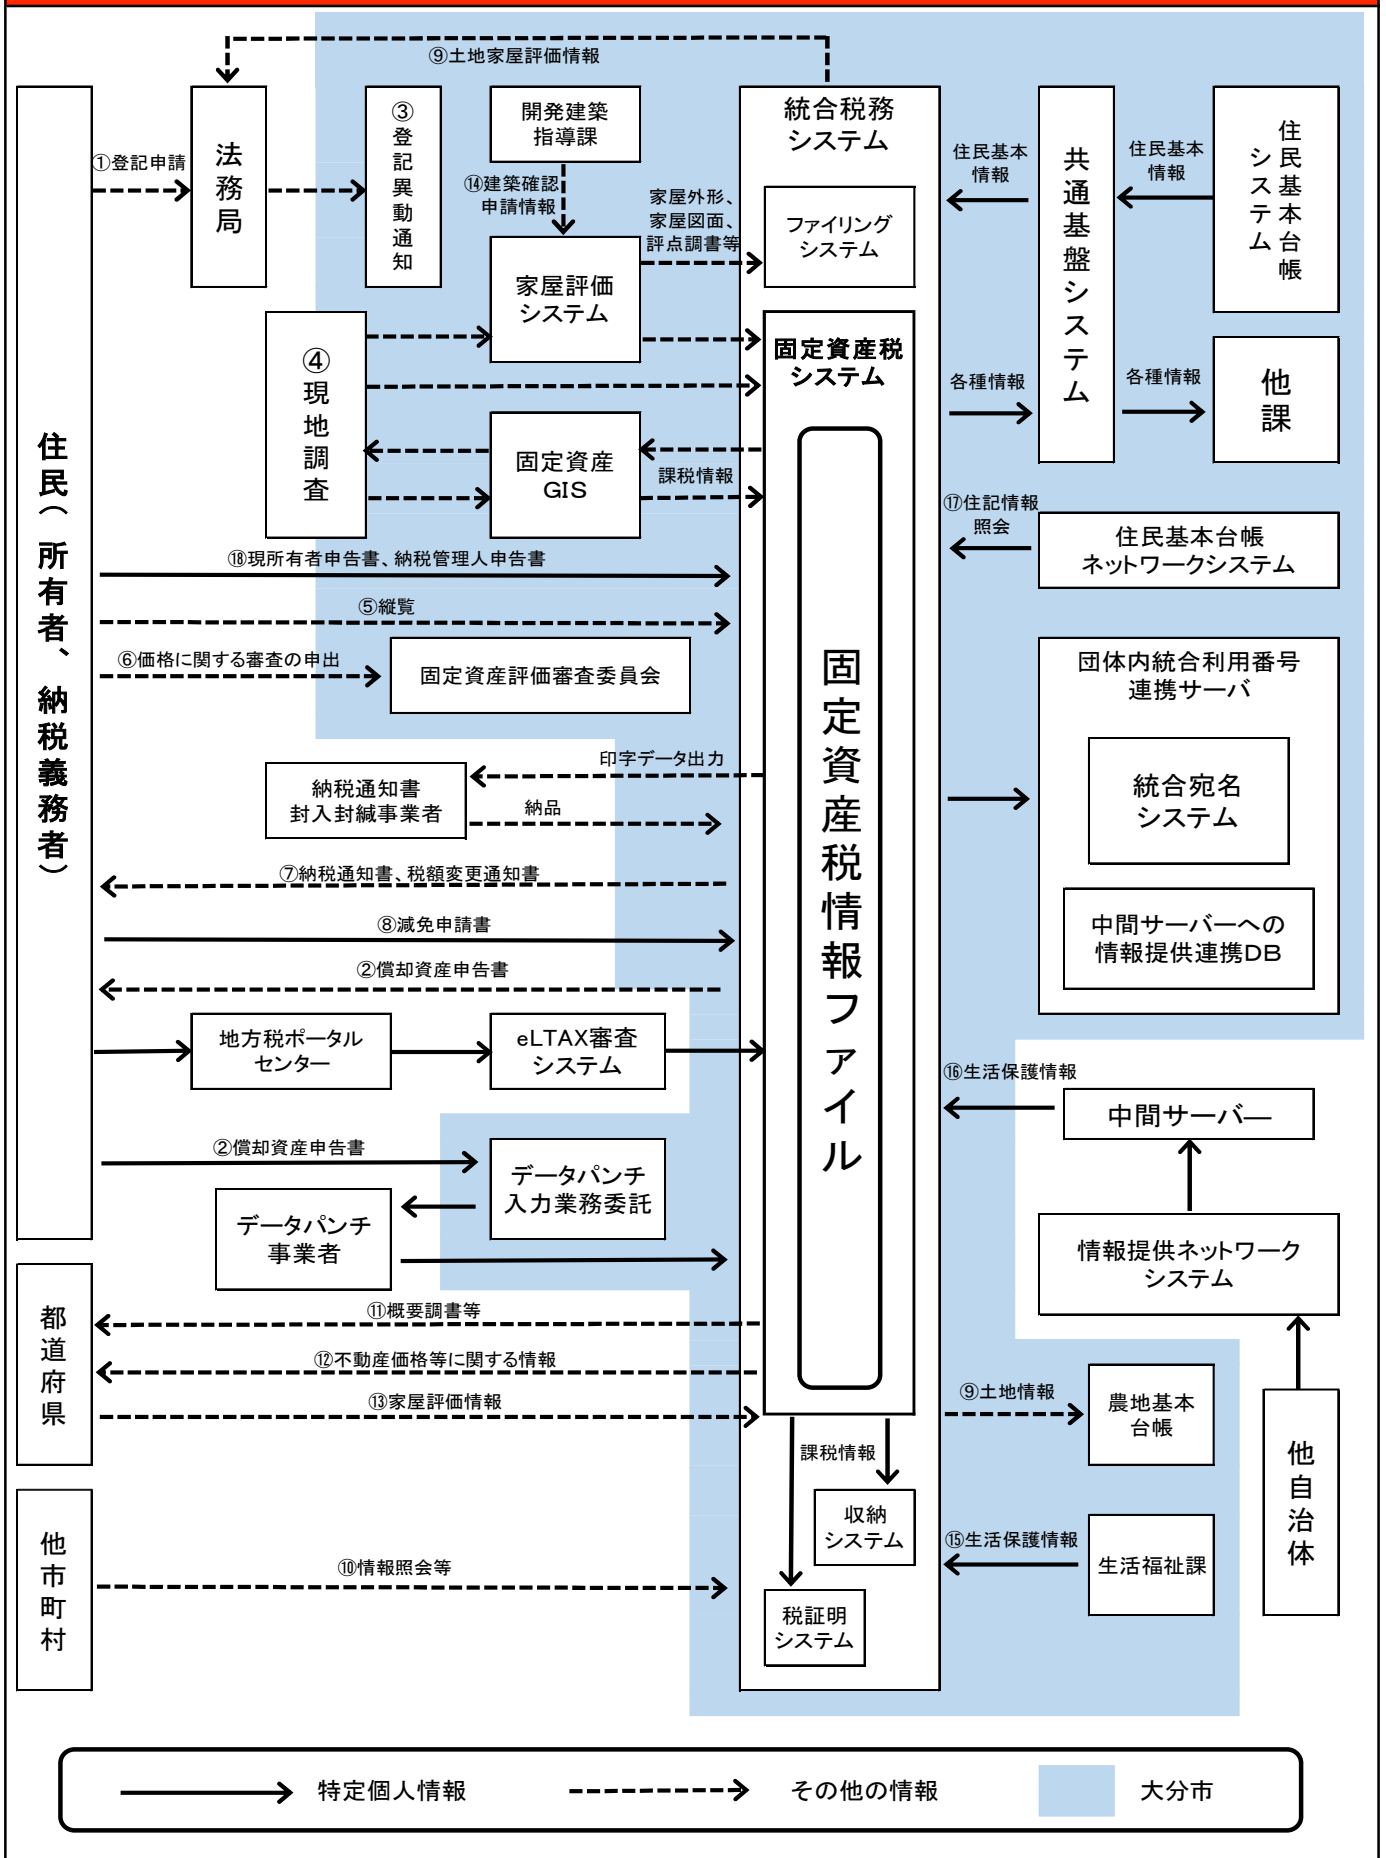 ⑨土地家屋評価情報
住民（所有者、納税義務者）
①登記申請
法務局
③登記異動通知
開発建築
指導課
⑭建築確認
申請情報
家屋外形、
家屋図面、
評点調書等
家屋評価
システム
統合税務
システム
ファイリング
システム
住民基本
情報
共通基盤システム
住民基本
情報
住民基本台帳
システム
④現地調査
固定資産税
システム
各種情報
各種情報
他課
固定資産
GIS
課税情報
固定資産税情報ファイル
⑰住記情報
照会
住民基本台帳
ネットワークシステム
⑱現所有者申告書、納税管理人申告書
⑤縦覧
⑥価格に関する審査の申出
固定資産評価審査委員会
団体内統合利用番号
連携サーバ
統合宛名
システム
中間サーバーへの
情報提供連携DB
印字データ出力
納税通知書
封入封緘事業者
納品
⑦納税通知書、税額変更通知書
⑧減免申請書
②償却資産申告書
地方税ポータル
センター
eLTAX審査
システム
⑯生活保護情報
中間サーバ―
②償却資産申告書
データパンチ
入力業務委託
データパンチ
事業者
情報提供ネットワーク
システム
都道府県
⑪概要調書等
⑫不動産価格等に関する情報
⑬家屋評価情報
⑨土地情報
農地基本
台帳
他自治体
課税情報
収納
システム
税証明
システム
⑮生活保護情報
生活福祉課
他市町村
⑩情報照会等
特定個人情報
その他の情報
大分市